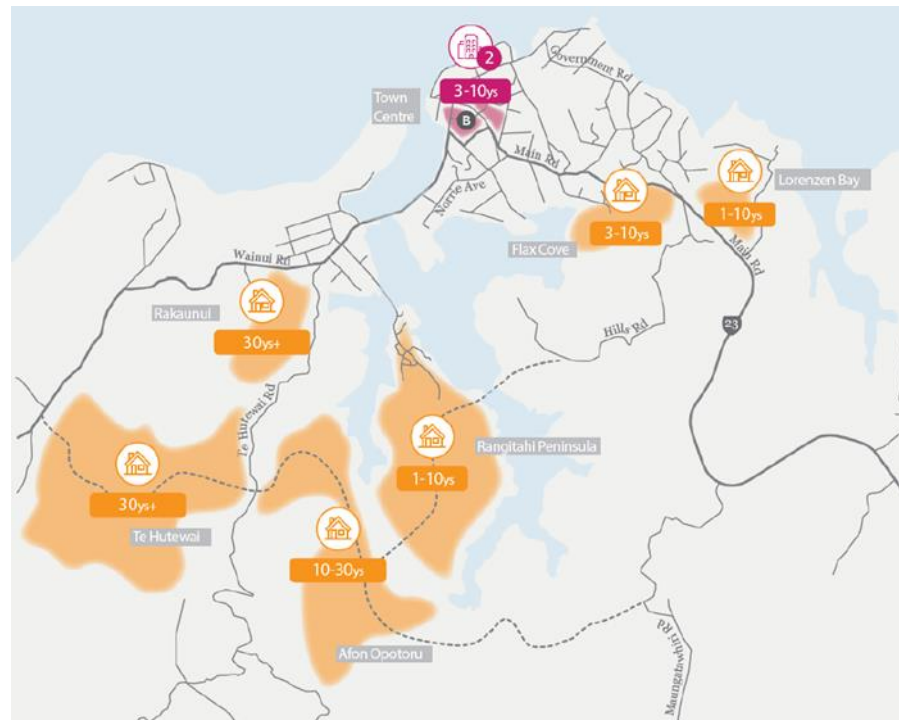 2
Government Rd
3-10ys
Town
Centre
B
Main Rd
Norrie Ave
Lorenzen Bay
1-10ys
3-10ys
Flax Cove
Main Rd
Wainui Rd
Rakaunui
30ys+
Hills Rd
23
Te Hutewai Rd
Rangitahi Peninsula
1-10ys
30ys+
Te Hutewai
10-30ys
Afon Opotoru
Maungatawhiri Rd